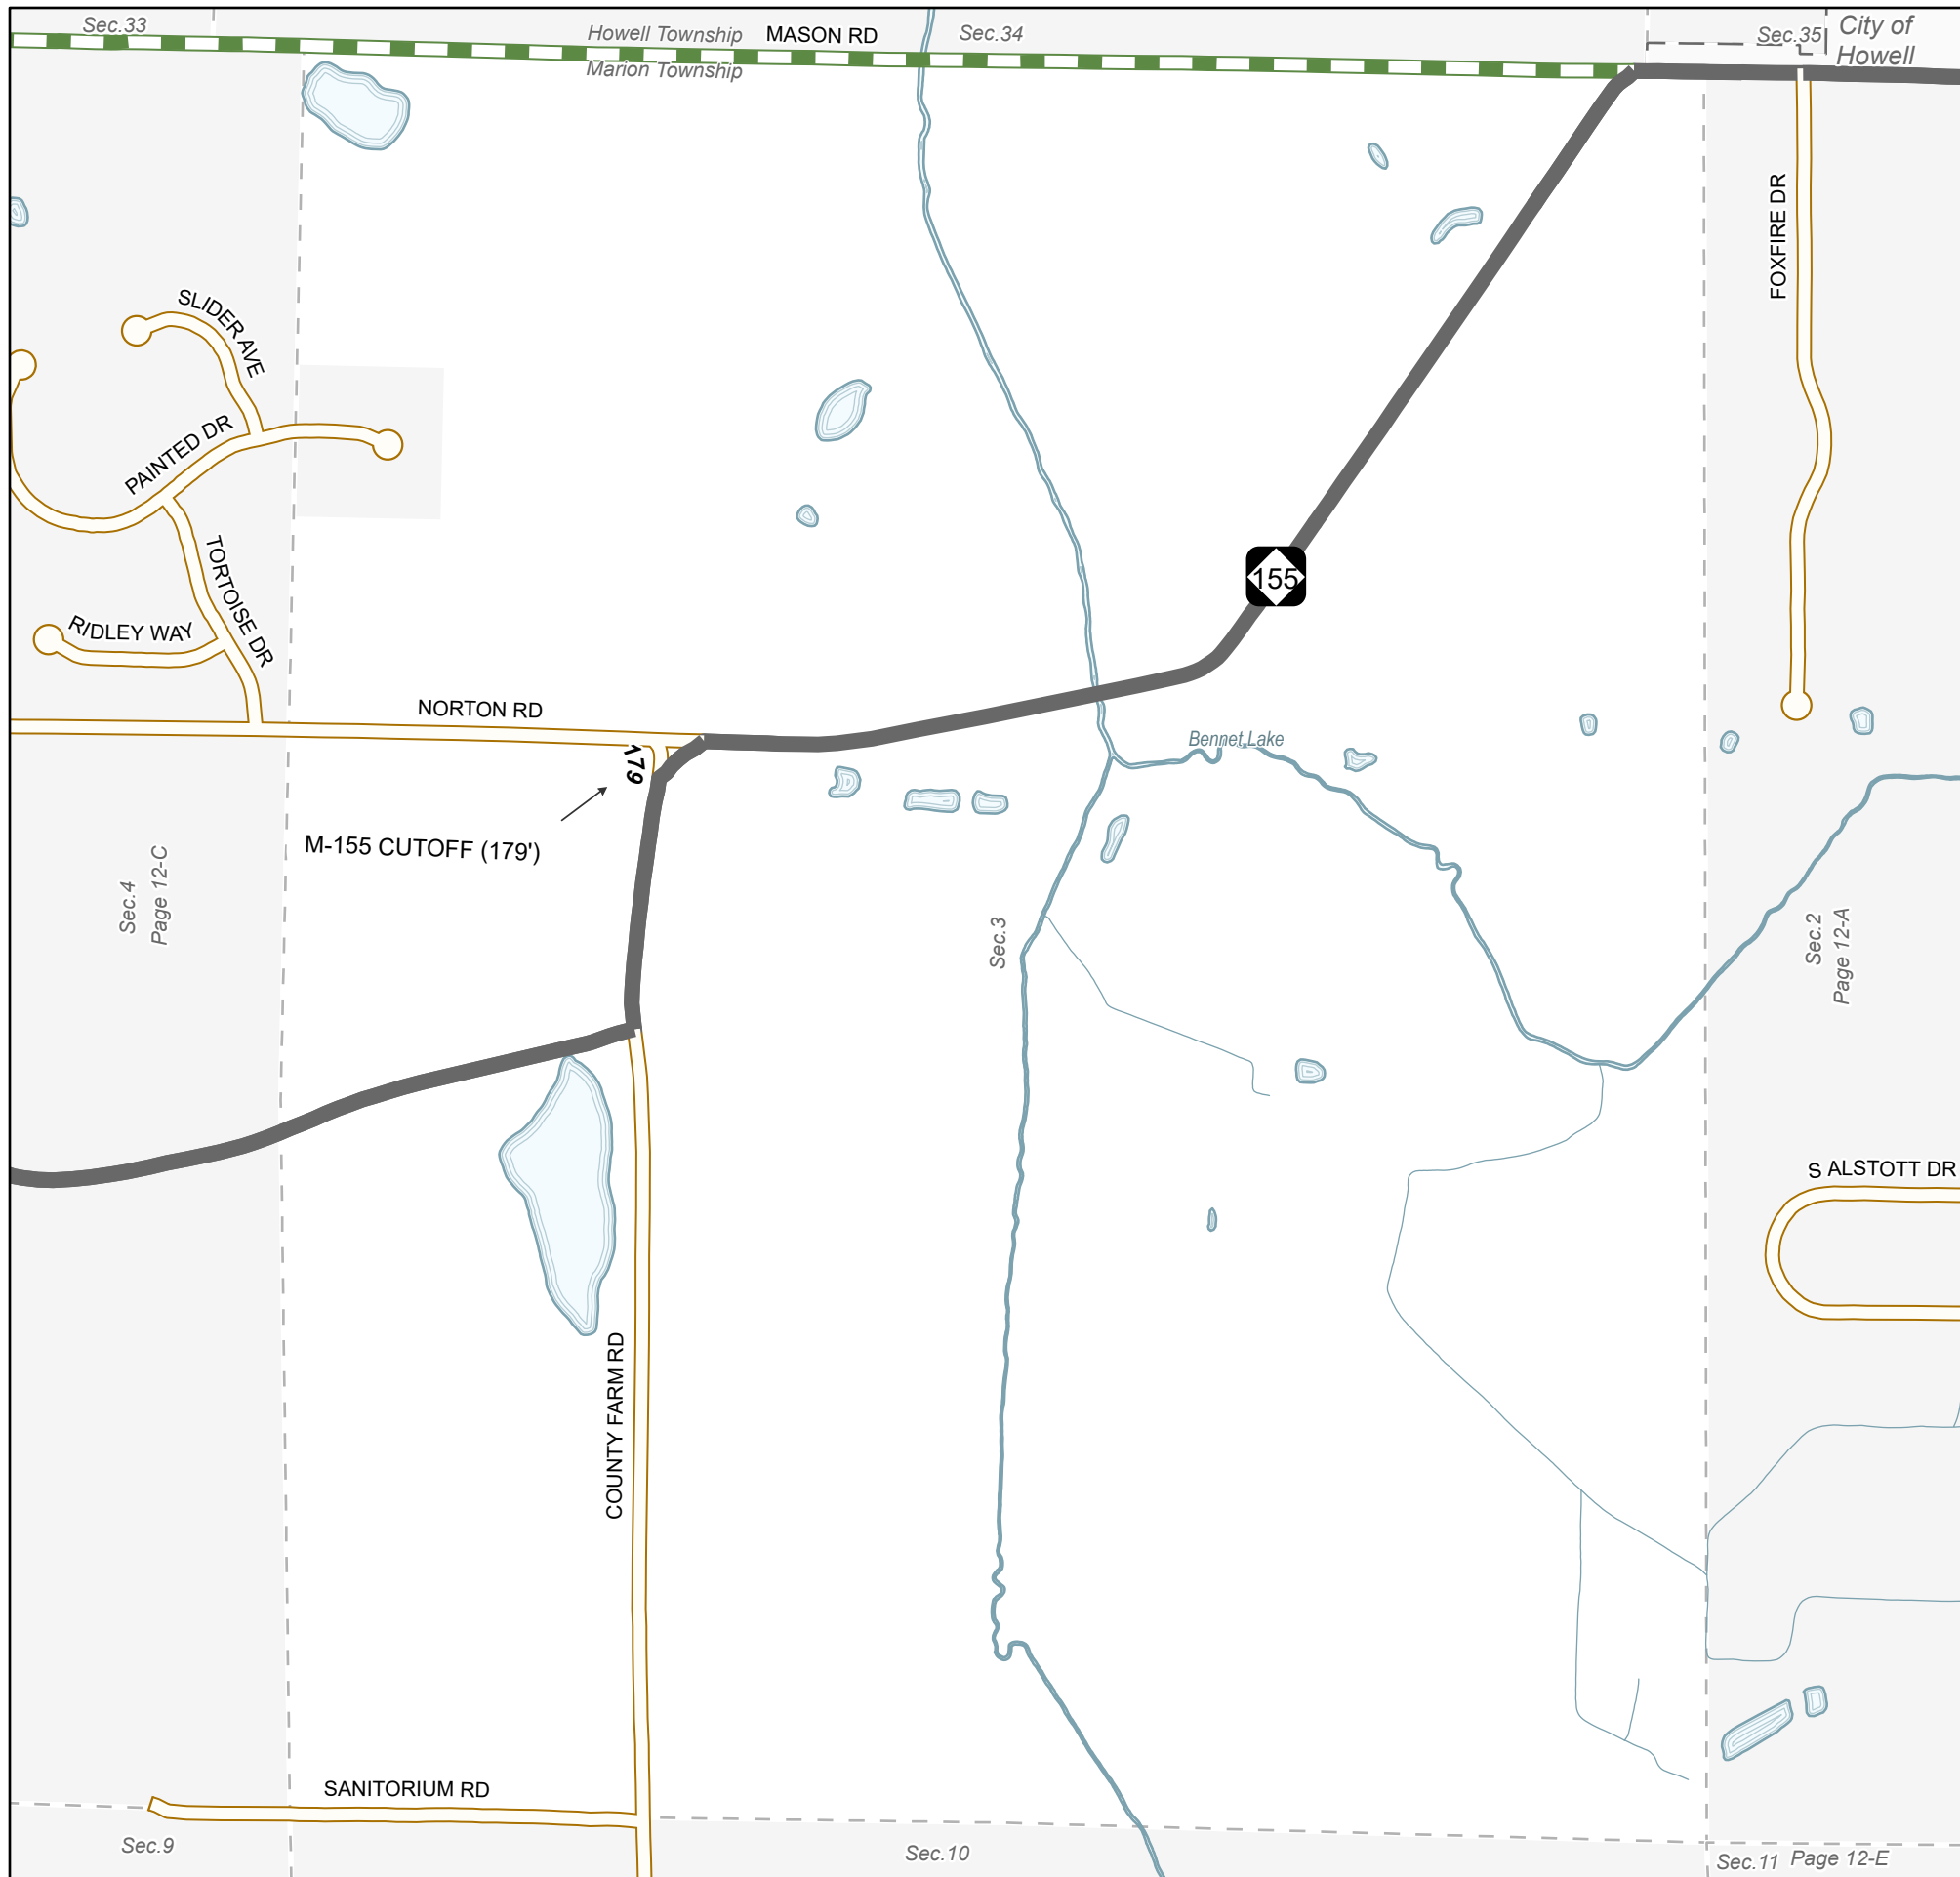 Sec.33
Howell Township
MASON RD
Sec.34
Sec.35
City of
Howell
Marion Township
FOXFIRE DR
SLIDER AVE
PAINTED DR
TORTOISE DR
RIDLEY WAY
155
NORTON RD
179
Bennet Lake
M-155 CUTOFF (179')
Sec.4
Page 12-C
Sec.3
Sec.2
Page 12-A
S ALSTOTT DR
COUNTY FARM RD
SANITORIUM RD
Sec.9
Sec.10
Sec.11 Page 12-E